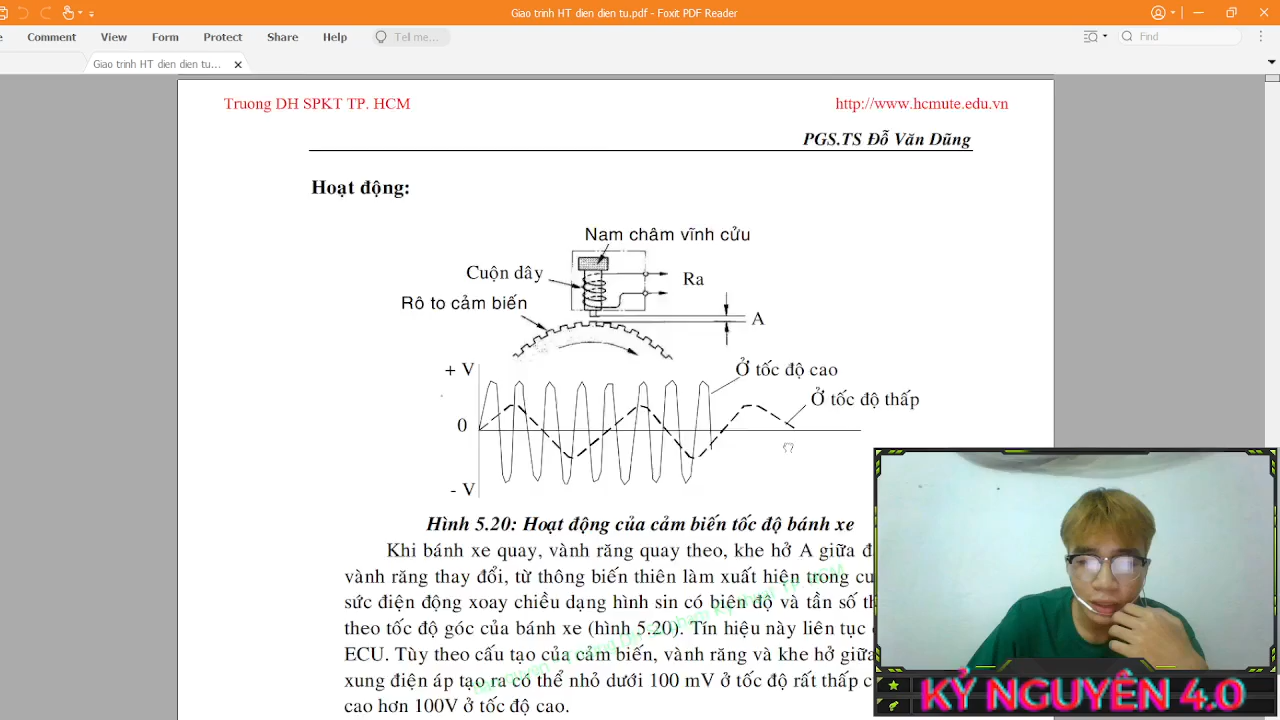 Giao trinh HT dien dien tu.pdf - Foxit PDF Reader
Comment View Form Protect Share Help Tell me... Find
Giao trinh HT dien dien tu...
Truong DH SPKT TP. HCM http://www.hcmute.edu.vn
PGS.TS Đỗ Văn Dũng
Hoạt động:
Nam châm vĩnh cửu
Cuộn dây
Ra
Rô to cảm biến
A
+ V
Ở tốc độ cao
Ở tốc độ thấp
0
- V
Hình 5.20: Hoạt động của cảm biến tốc độ bánh xe
Khi bánh xe quay, vành răng quay theo, khe hở A giữa
vành răng thay đổi, từ thông biến thiên làm xuất hiện trong
sức điện động xoay chiều dạng hình sin có biên độ và tần số
theo tốc độ góc của bánh xe (hình 5.20). Tín hiệu này liên tục
ECU. Tùy theo cấu tạo của cảm biến, vành răng và khe hở giữa
xung điện áp tạo ra có thể nhỏ dưới 100 mV ở tốc độ rất thấp
cao hơn 100V ở tốc độ cao.
KỶ NGUYÊN 4.0